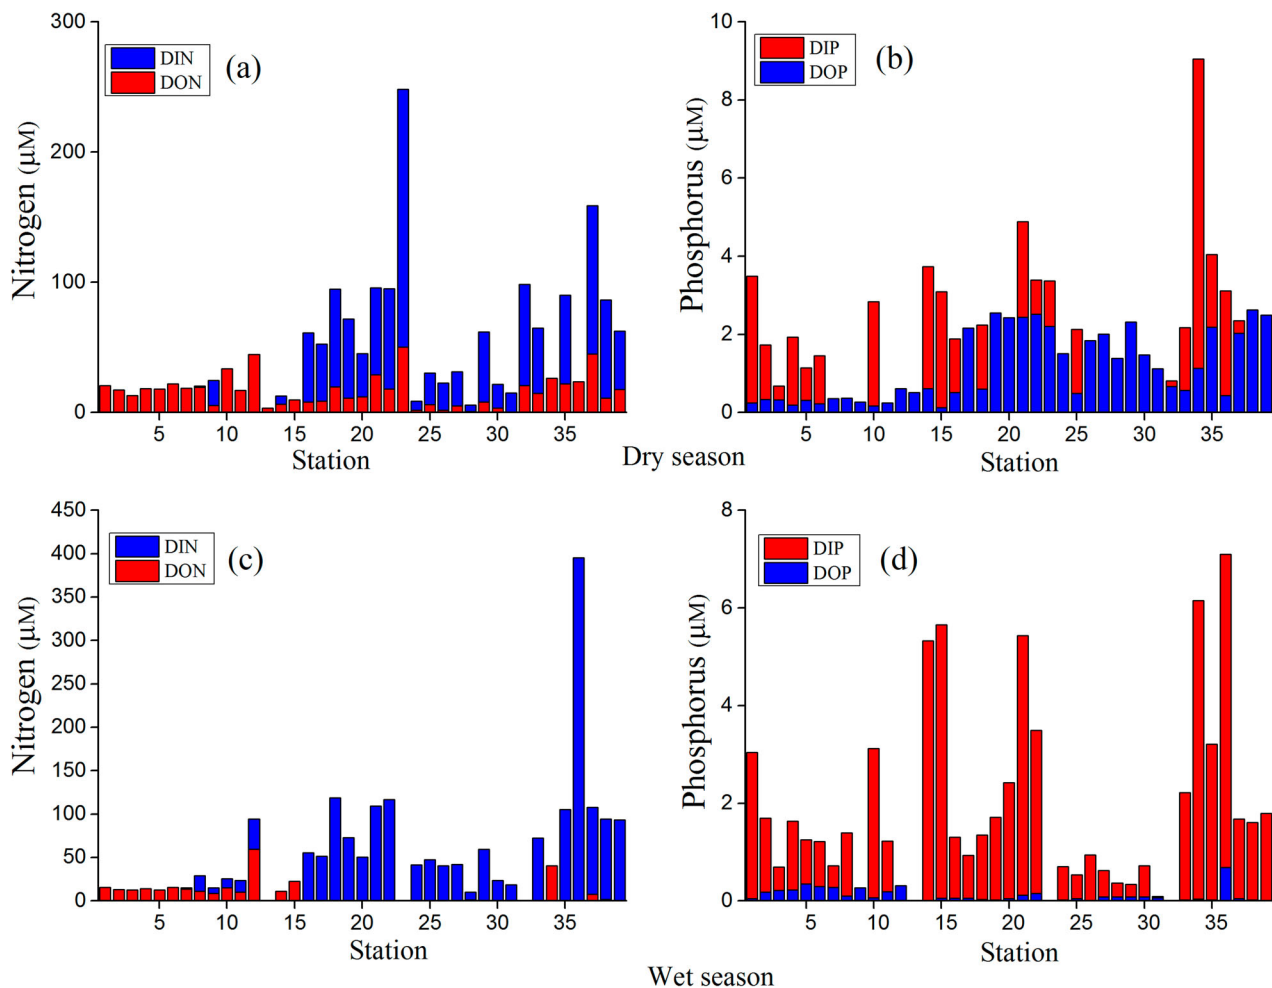 300
200
100
0
Nitrogen (μM)
DIN
DON
(a)
5 10 15 20 25 30 35
Station
10
8
6
4
2
0
Phosphorus (μM)
DIP
DOP
(b)
5 10 15 20 25 30 35
Station
Dry season
450
400
350
300
250
200
150
100
50
0
Nitrogen (μM)
DIN
DON
(c)
5 10 15 20 25 30 35
Station
8
6
4
2
0
Phosphorus (μM)
DIP
DOP
(d)
5 10 15 20 25 30 35
Station
Wet season